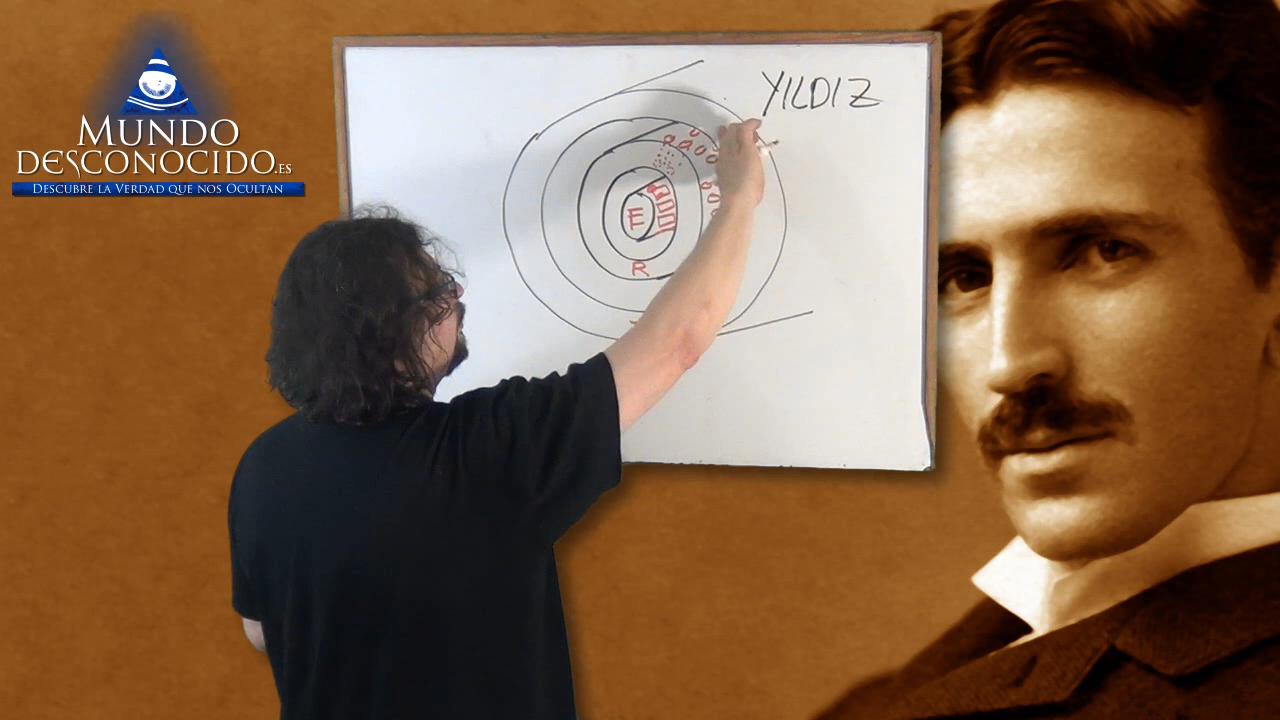 MUNDO
DESCONOCIDO.ES
DESCUBRE LA VERDAD QUE NOS OCULTAN
YILDIZ
E
R